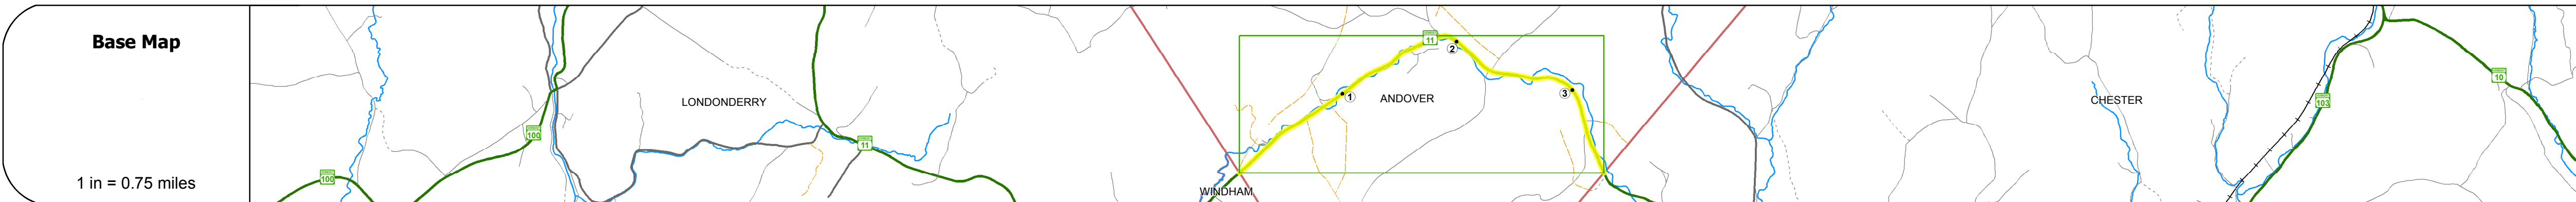 Base Map
1 in = 0.75 miles
100
100
LONDONDERRY
11
WINDHAM
11
1
2
3
ANDOVER
CHESTER
103
10